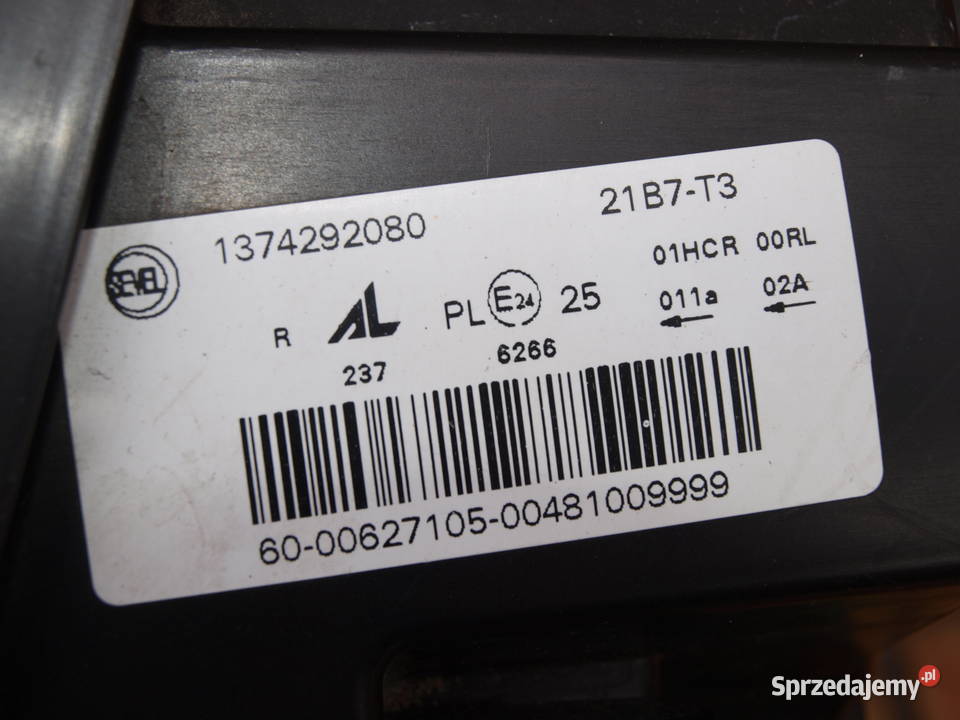 21B7-T3
SEVEL 1374292080
01HCR 00RL
R AL PL E24 25 011a 02A
237 6266
60-00627105-00481009999
Sprzedajemy.pl